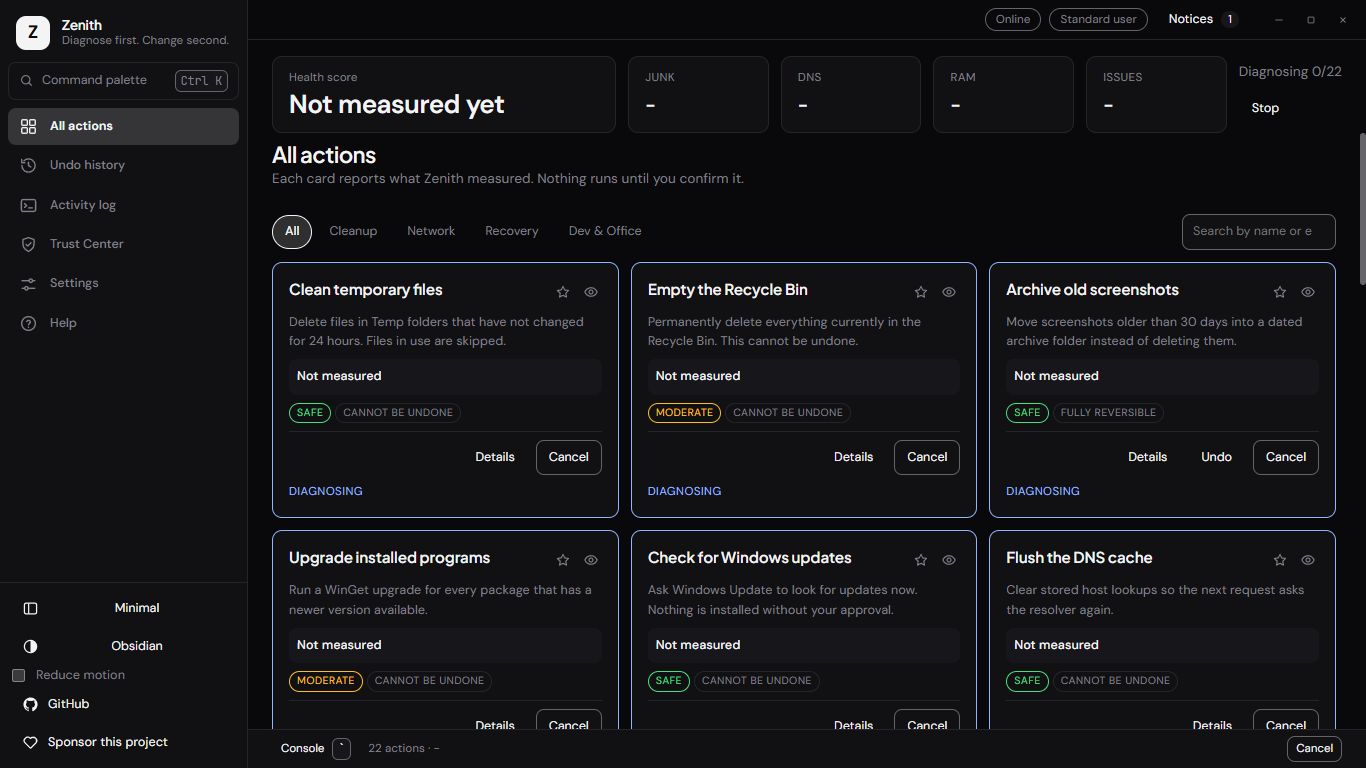 Z
Zenith
Diagnose first. Change second.
Command palette Ctrl K
All actions
Undo history
Activity log
Trust Center
Settings
Help
Minimal
Obsidian
Reduce motion
GitHub
Sponsor this project
Online Standard user Notices 1
Health score
Not measured yet
JUNK
-
DNS
-
RAM
-
ISSUES
-
Diagnosing 0/22
Stop
All actions
Each card reports what Zenith measured. Nothing runs until you confirm it.
All Cleanup Network Recovery Dev & Office
Search by name or e
Clean temporary files
Delete files in Temp folders that have not changed
for 24 hours. Files in use are skipped.
Not measured
SAFE CANNOT BE UNDONE
Details Cancel
DIAGNOSING
Empty the Recycle Bin
Permanently delete everything currently in the
Recycle Bin. This cannot be undone.
Not measured
MODERATE CANNOT BE UNDONE
Details Cancel
DIAGNOSING
Archive old screenshots
Move screenshots older than 30 days into a dated
archive folder instead of deleting them.
Not measured
SAFE FULLY REVERSIBLE
Details Undo Cancel
DIAGNOSING
Upgrade installed programs
Run a WinGet upgrade for every package that has a
newer version available.
Not measured
MODERATE CANNOT BE UNDONE
Details Cancel
Check for Windows updates
Ask Windows Update to look for updates now.
Nothing is installed without your approval.
Not measured
SAFE CANNOT BE UNDONE
Details Cancel
Flush the DNS cache
Clear stored host lookups so the next request asks
the resolver again.
Not measured
SAFE CANNOT BE UNDONE
Details Cancel
Console ` 22 actions · -
Cancel